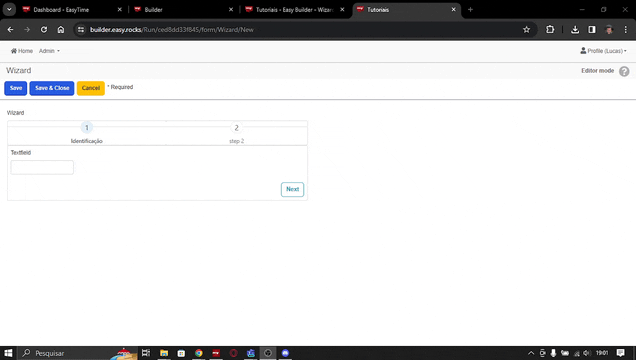 Dashboard - EasyTime
Builder
Tutoriais - Easy Builder - Wizar
Tutoriais
builder.easy.rocks/Run/ced8dd33f845/form/Wizard/New
Home Admin
Profile (Lucas)
Wizard
Editor mode ?
Save Save & Close Cancel * Required
Wizard
1 2
Identificação step 2
Textfield
Next
Pesquisar
19:01